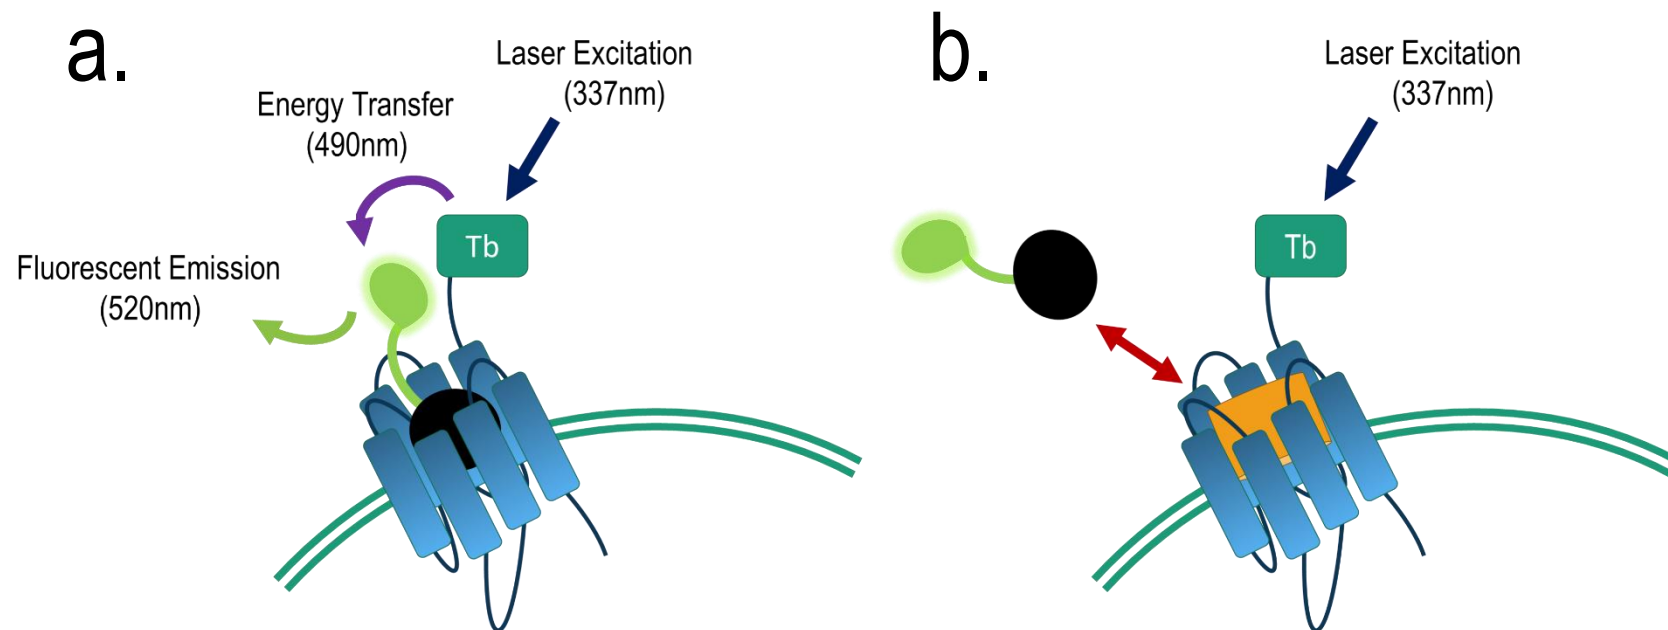 a.
Laser Excitation
(337nm)
Energy Transfer
(490nm)
Tb
Fluorescent Emission
(520nm)
b.
Laser Excitation
(337nm)
Tb